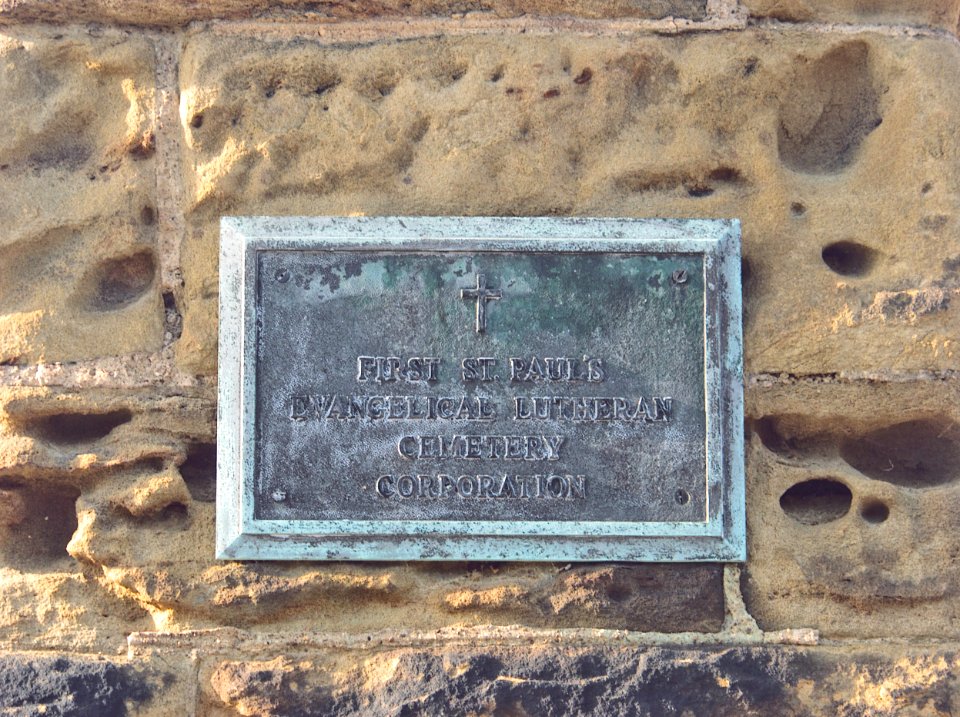 FIRST ST. PAUL'S
EVANGELICAL LUTHERAN
CEMETERY
CORPORATION